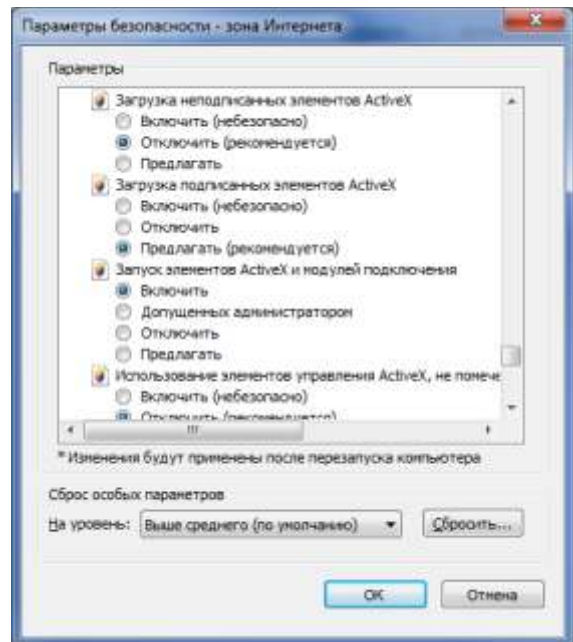 Параметры безопасности - зона Интернета
Параметры
Загрузка неподписанных элементов ActiveX
Включить (небезопасно)
Отключить (рекомендуется)
Предлагать
Загрузка подписанных элементов ActiveX
Включить (небезопасно)
Отключить
Предлагать (рекомендуется)
Запуск элементов ActiveX и модулей подключения
Включить
Допущенных администратором
Отключить
Предлагать
Использование элементов управления ActiveX, не помече
Включить (небезопасно)
Отключить (рекомендуется)
* Изменения будут применены после перезапуска компьютера
Сброс особых параметров
На уровень: Выше среднего (по умолчанию) Сбросить...
OK Отмена